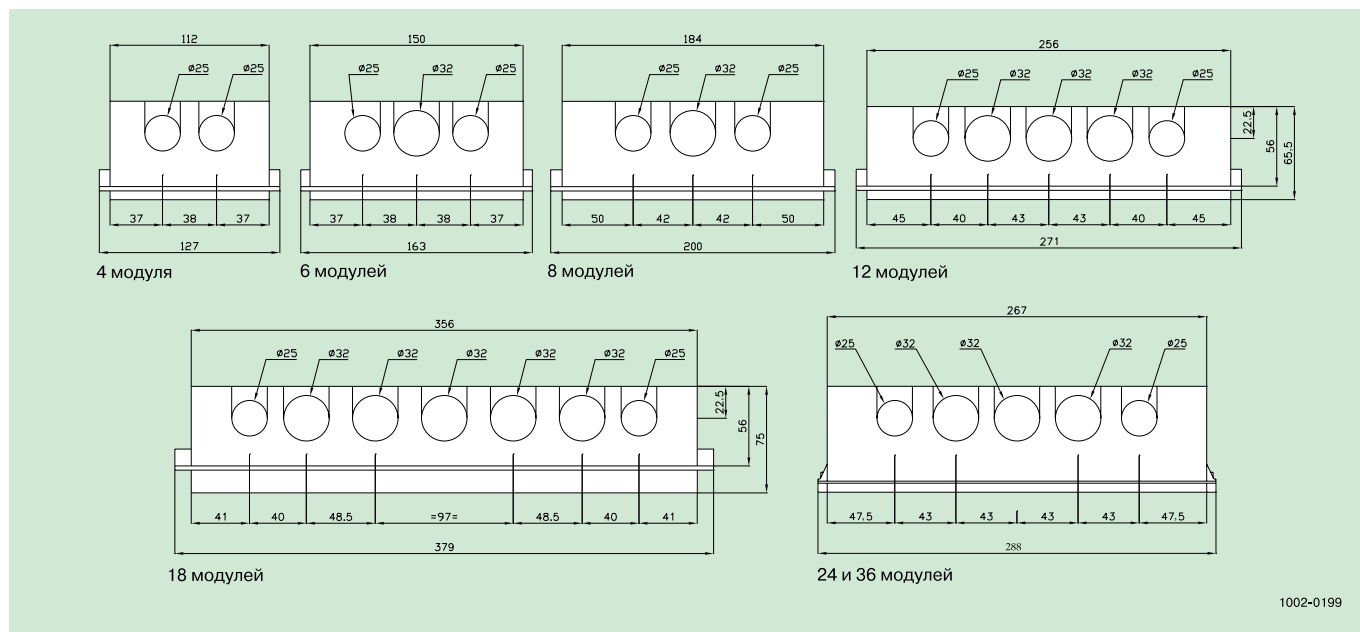 112
ø25 ø25
37 38 37
127
4 модуля
150
ø25 ø32 ø25
37 38 38 37
163
6 модулей
184
ø25 ø32 ø25
50 42 42 50
200
8 модулей
256
ø25 ø32 ø32 ø32 ø25
22.5
56
65.5
45 40 43 43 40 45
271
12 модулей
356
ø25 ø32 ø32 ø32 ø32 ø32 ø25
22.5
56
75
41 40 48.5 =97= 48.5 40 41
379
18 модулей
267
ø25 ø32 ø32 ø32 ø25
47.5 43 43 43 43 47.5
288
24 и 36 модулей
1002-0199